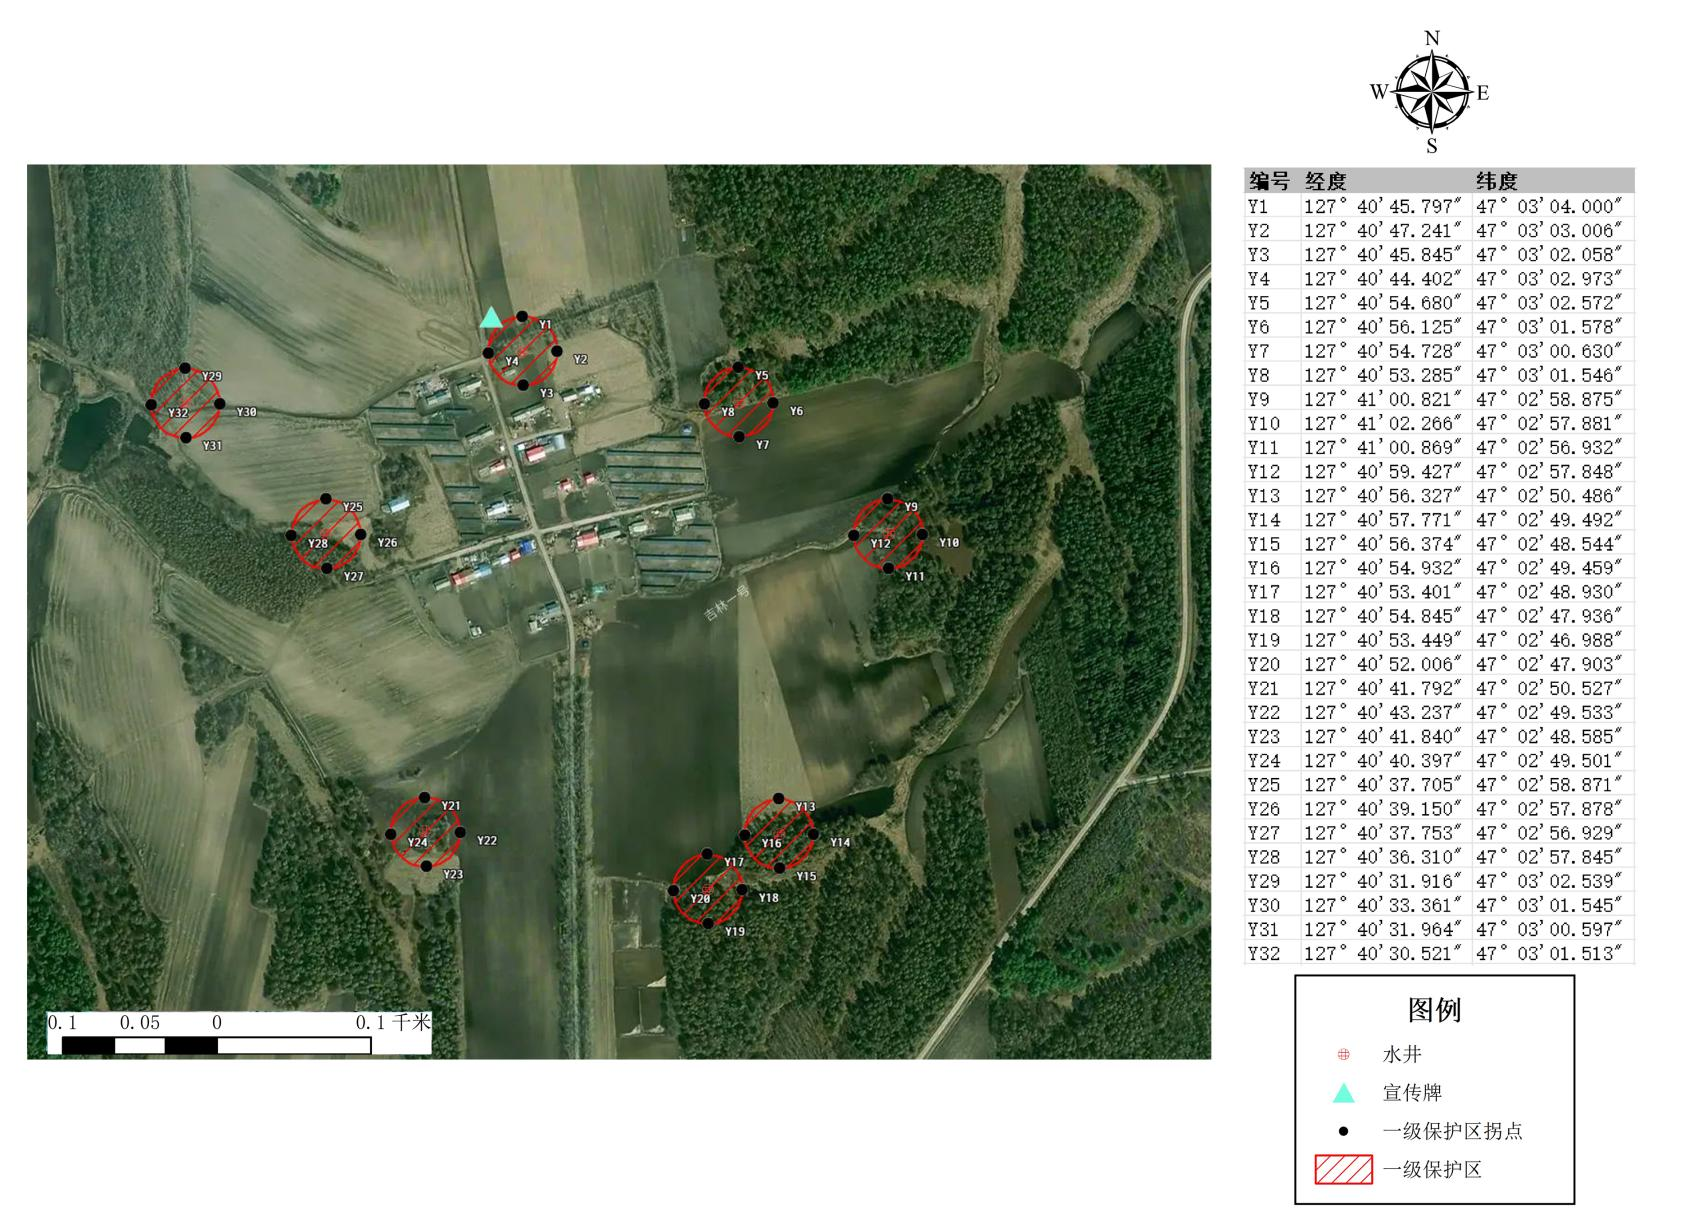 N
W E
S
编号 经度 纬度
Y1 127° 40′45.797″ 47° 03′04.000″
Y2 127° 40′47.241″ 47° 03′03.006″
Y3 127° 40′45.845″ 47° 03′02.058″
Y4 127° 40′44.402″ 47° 03′02.973″
Y5 127° 40′54.680″ 47° 03′02.572″
Y6 127° 40′56.125″ 47° 03′01.578″
Y7 127° 40′54.728″ 47° 03′00.630″
Y8 127° 40′53.285″ 47° 03′01.546″
Y9 127° 41′00.821″ 47° 02′58.875″
Y10 127° 41′02.266″ 47° 02′57.881″
Y11 127° 41′00.869″ 47° 02′56.932″
Y12 127° 40′59.427″ 47° 02′57.848″
Y13 127° 40′56.327″ 47° 02′50.486″
Y14 127° 40′57.771″ 47° 02′49.492″
Y15 127° 40′56.374″ 47° 02′48.544″
Y16 127° 40′54.932″ 47° 02′49.459″
Y17 127° 40′53.401″ 47° 02′48.930″
Y18 127° 40′54.845″ 47° 02′47.936″
Y19 127° 40′53.449″ 47° 02′46.988″
Y20 127° 40′52.006″ 47° 02′47.903″
Y21 127° 40′41.792″ 47° 02′50.527″
Y22 127° 40′43.237″ 47° 02′49.533″
Y23 127° 40′41.840″ 47° 02′48.585″
Y24 127° 40′40.397″ 47° 02′49.501″
Y25 127° 40′37.705″ 47° 02′58.871″
Y26 127° 40′39.150″ 47° 02′57.878″
Y27 127° 40′37.753″ 47° 02′56.929″
Y28 127° 40′36.310″ 47° 02′57.845″
Y29 127° 40′31.916″ 47° 03′02.539″
Y30 127° 40′33.361″ 47° 03′01.545″
Y31 127° 40′31.964″ 47° 03′00.597″
Y32 127° 40′30.521″ 47° 03′01.513″
Y1
Y4 Y2
Y3
Y29
Y32 Y30
Y31
Y5
Y8 Y6
Y7
Y25
Y28 Y26
Y27
Y9
Y12 Y10
Y11
吉林一号
Y21
Y24 Y22
Y23
Y13
Y16 Y14
Y15
Y17
Y20 Y18
Y19
0.1 0.05 0 0.1 千米
图例
水井
宣传牌
一级保护区拐点
一级保护区